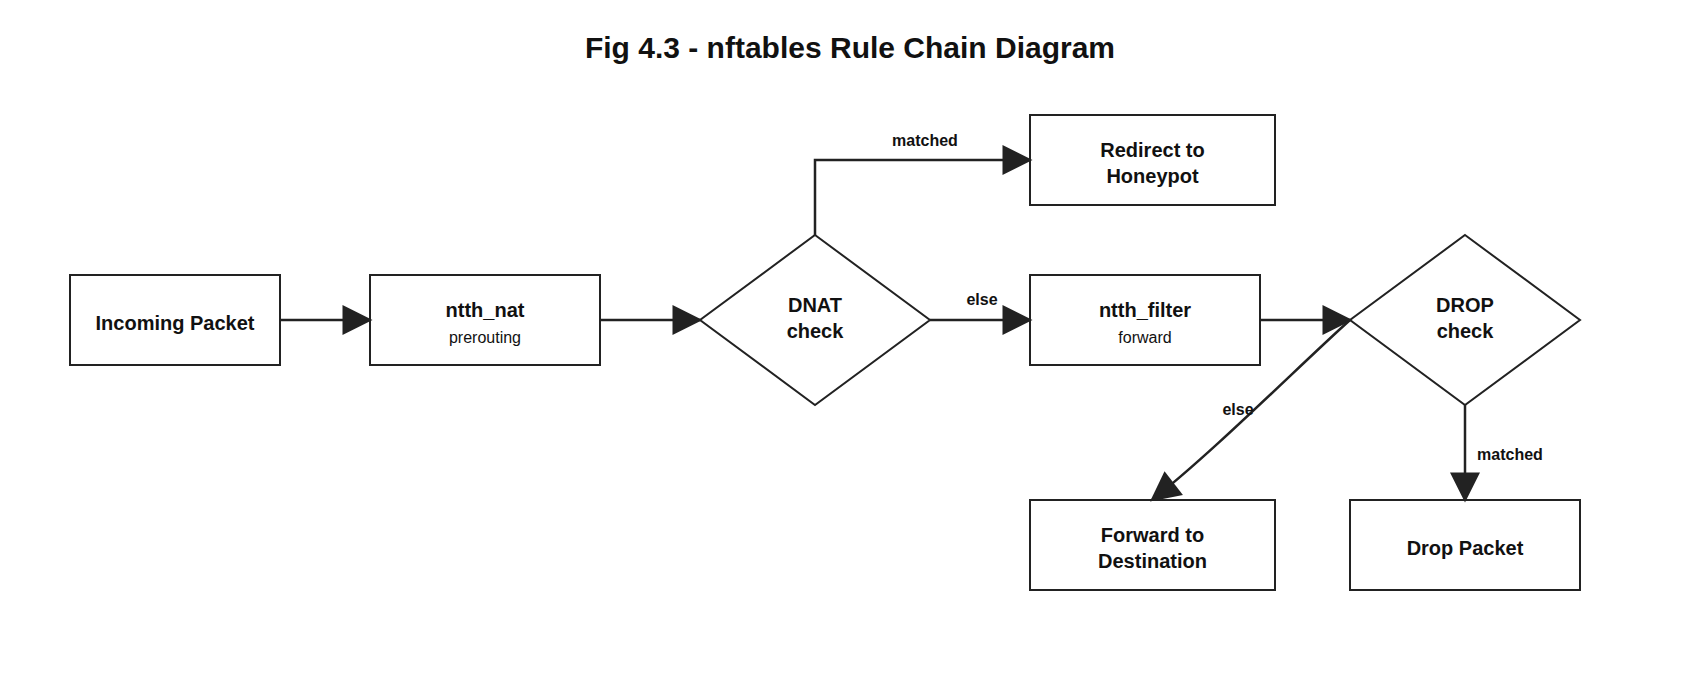 Fig 4.3 - nftables Rule Chain Diagram
matched
Redirect to
Honeypot
Incoming Packet
ntth_nat
prerouting
DNAT
check
else
ntth_filter
forward
DROP
check
else
matched
Forward to
Destination
Drop Packet